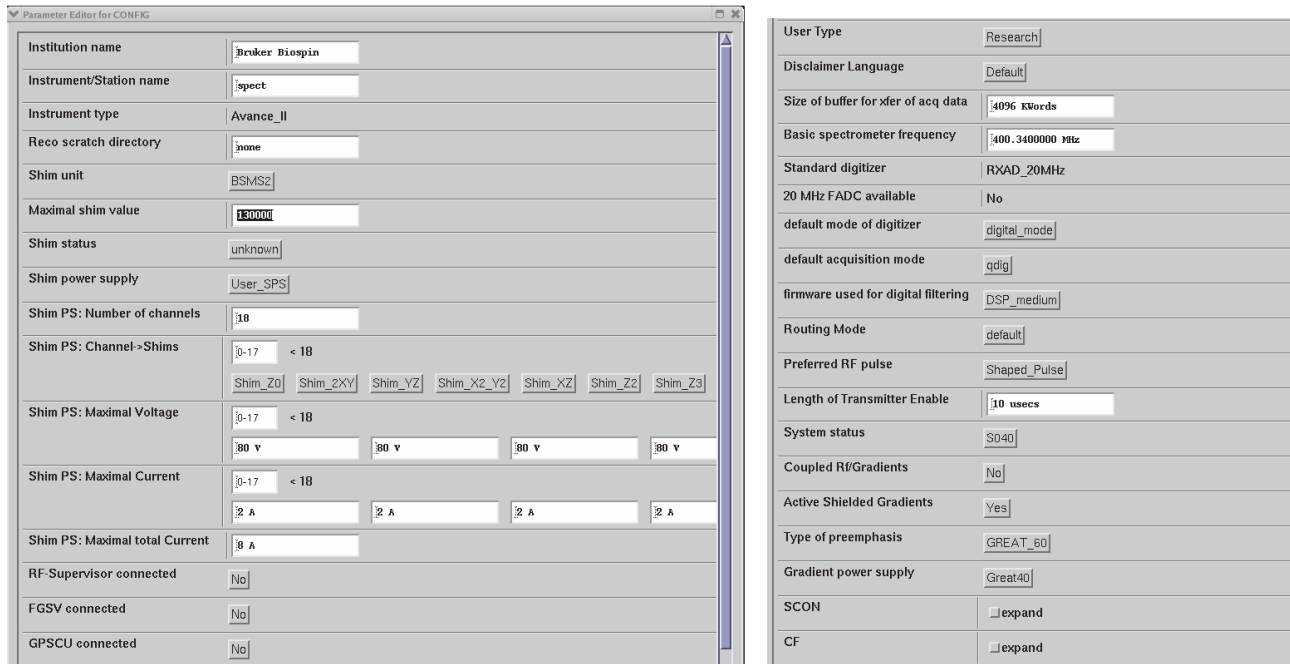 Parameter Editor for CONFIG
Institution name Bruker Biospin
Instrument/Station name spect
Instrument type Avance_II
Reco scratch directory none
Shim unit BSMS2
Maximal shim value 130000
Shim status unknown
Shim power supply User_SPS
Shim PS: Number of channels 18
Shim PS: Channel->Shims 0-17 < 18
Shim_Z0 Shim_2XY Shim_YZ Shim_X2_Y2 Shim_XZ Shim_Z2 Shim_Z3
Shim PS: Maximal Voltage 0-17 < 18
80 V 80 V 80 V 80 V
Shim PS: Maximal Current 0-17 < 18
2 A 2 A 2 A 2 A
Shim PS: Maximal total Current 8 A
RF-Supervisor connected No
FGSV connected No
GPSCU connected No
User Type Research
Disclaimer Language Default
Size of buffer for xfer of acq data 4096 KWords
Basic spectrometer frequency 400.3400000 MHz
Standard digitizer RXAD_20MHz
20 MHz FADC available No
default mode of digitizer digital_mode
default acquisition mode qdig
firmware used for digital filtering DSP_medium
Routing Mode default
Preferred RF pulse Shaped_Pulse
Length of Transmitter Enable 10 usecs
System status S040
Coupled Rf/Gradients No
Active Shielded Gradients Yes
Type of preemphasis GREAT_60
Gradient power supply Great40
SCON expand
CF expand